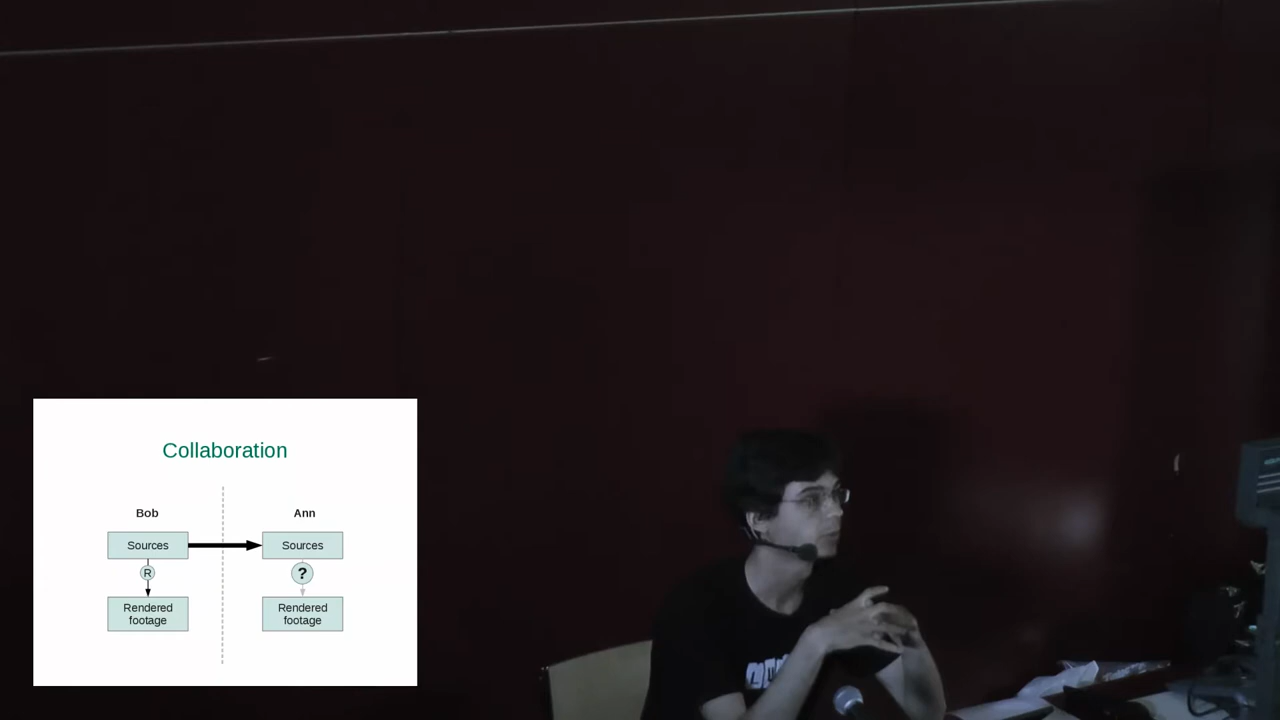 Collaboration
Bob
Ann
Sources
Sources
R
?
Rendered
footage
Rendered
footage